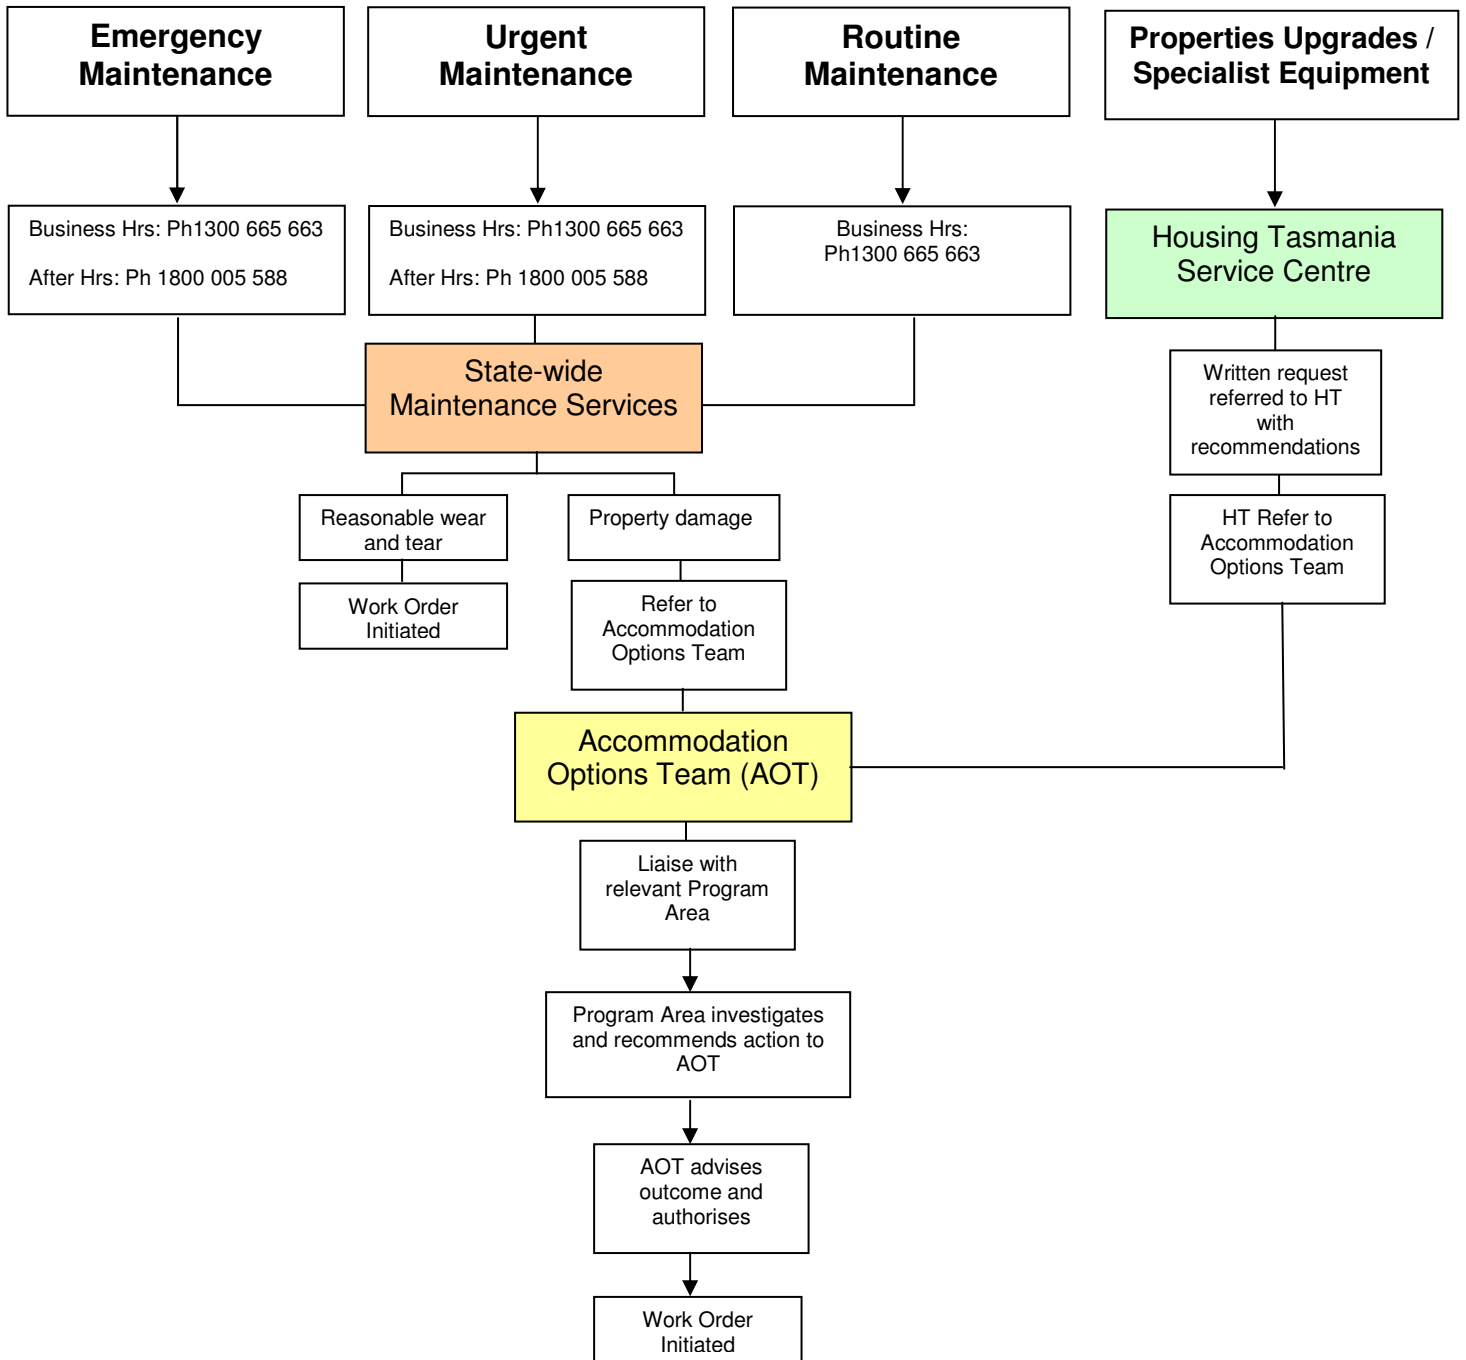 Emergency
Maintenance
Urgent
Maintenance
Routine
Maintenance
Properties Upgrades /
Specialist Equipment
Business Hrs: Ph1300 665 663
After Hrs: Ph 1800 005 588
Business Hrs: Ph1300 665 663
After Hrs: Ph 1800 005 588
Business Hrs:
Ph1300 665 663
Housing Tasmania
Service Centre
State-wide
Maintenance Services
Written request
referred to HT
with
recommendations
Reasonable wear
and tear
Property damage
HT Refer to
Accommodation
Options Team
Work Order
Initiated
Refer to
Accommodation
Options Team
Accommodation
Options Team (AOT)
Liaise with
relevant Program
Area
Program Area investigates
and recommends action to
AOT
AOT advises
outcome and
authorises
Work Order
Initiated